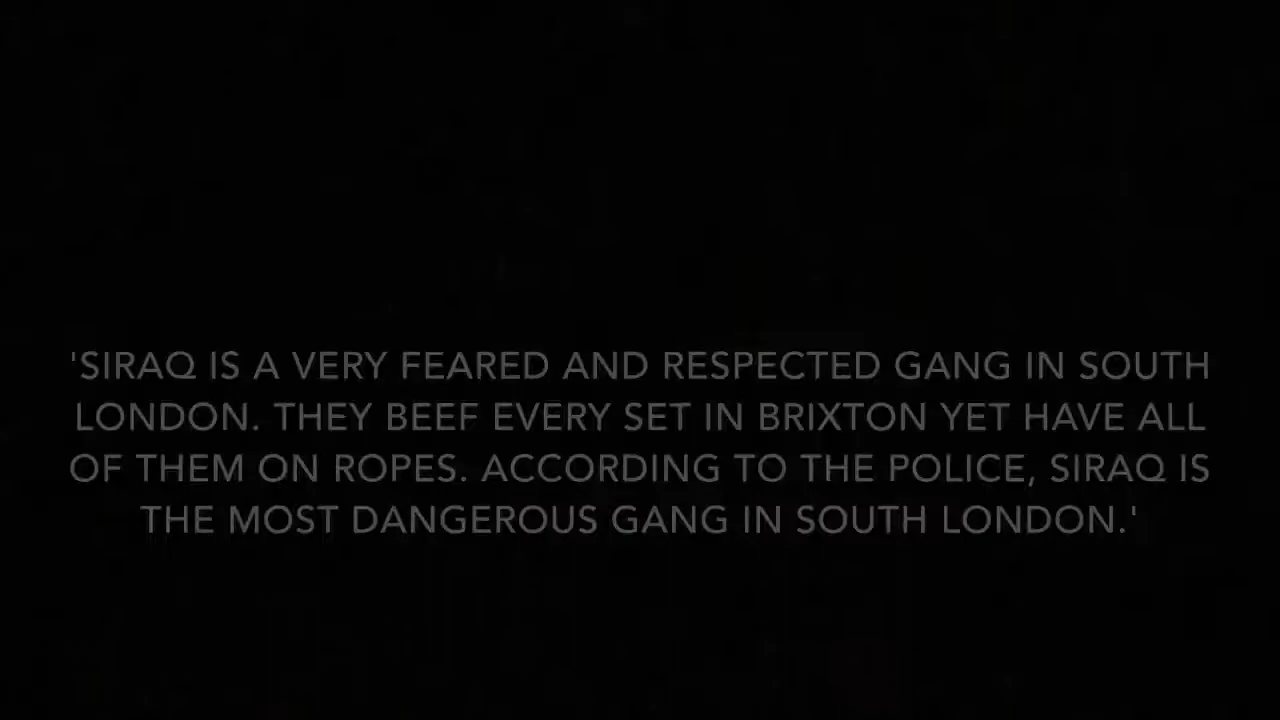 'SIRAQ IS A VERY FEARED AND RESPECTED GANG IN SOUTH
LONDON. THEY BEEF EVERY SET IN BRIXTON YET HAVE ALL
OF THEM ON ROPES. ACCORDING TO THE POLICE, SIRAQ IS
THE MOST DANGEROUS GANG IN SOUTH LONDON.'